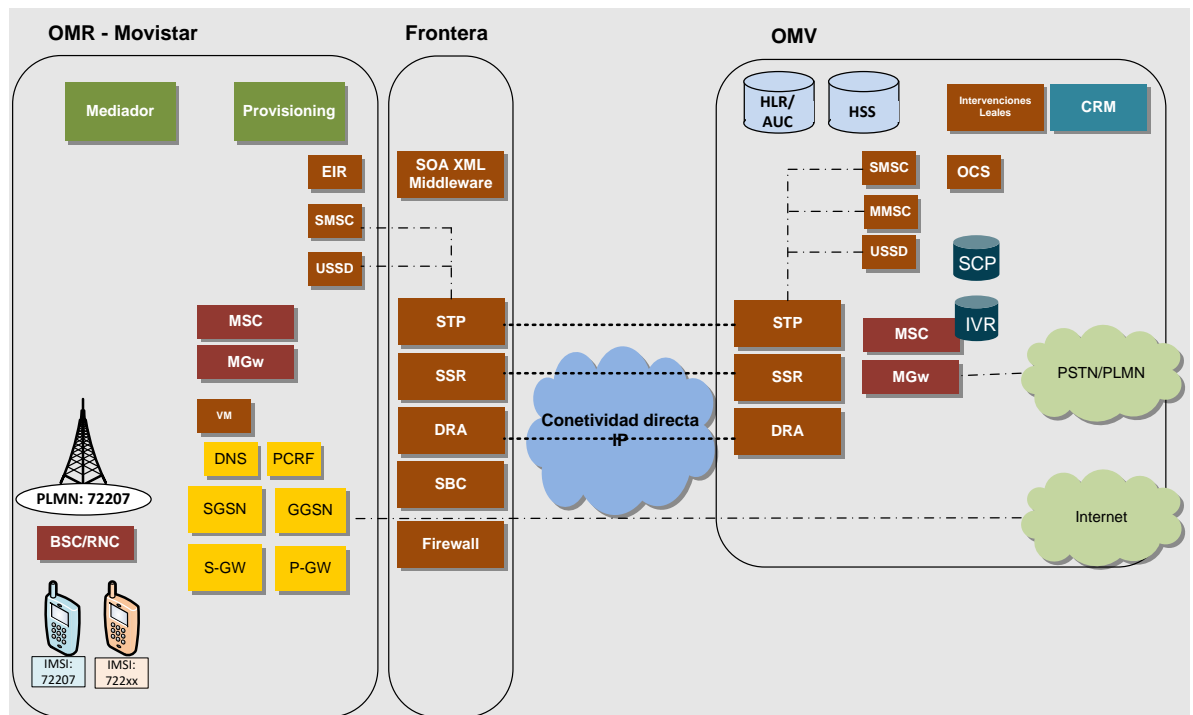 OMR - Movistar
Frontera
OMV
Mediador
Provisioning
EIR
SMSC
USSD
MSC
MGw
VM
DNS
PCRF
SGSN
GGSN
S-GW
P-GW
PLMN: 72207
BSC/RNC
IMSI:
72207
IMSI:
722xx
SOA XML
Middleware
STP
SSR
DRA
SBC
Firewall
Conetividad directa
IP
HLR/
AUC
HSS
Intervenciones
Leales
CRM
SMSC
OCS
MMSC
USSD
SCP
IVR
STP
SSR
DRA
MSC
MGw
PSTN/PLMN
Internet